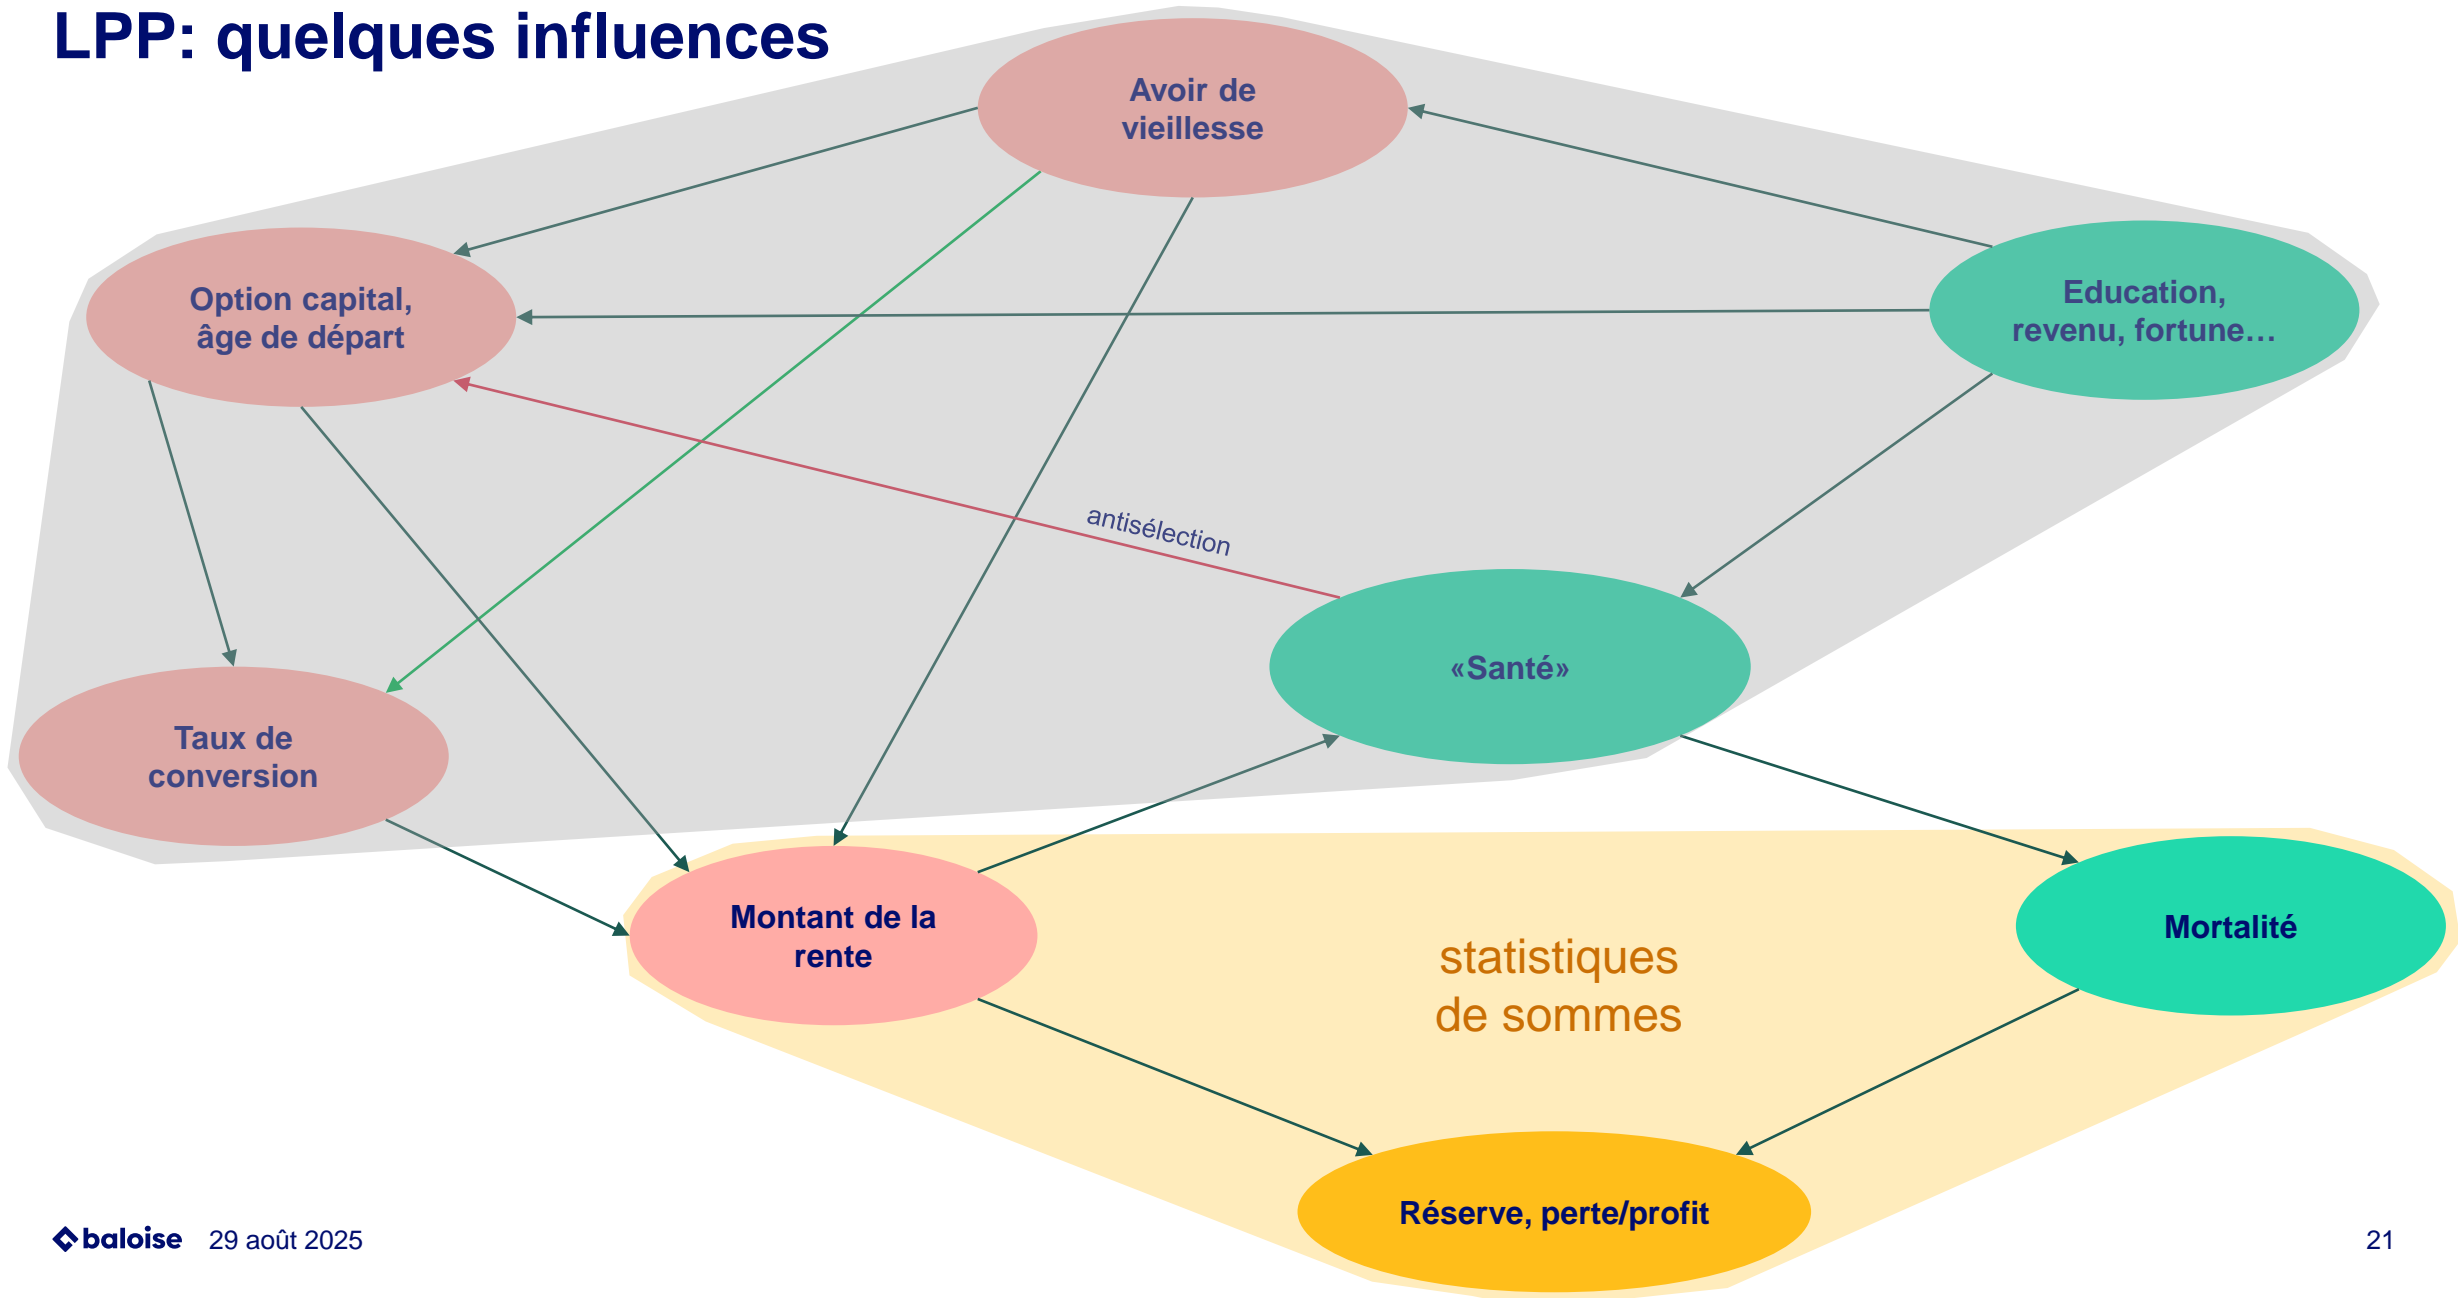 LPP: quelques influences
Avoir de
vieillesse
Option capital,
âge de départ
Education,
revenu, fortune…
antisélection
«Santé»
Taux de
conversion
Montant de la
rente
statistiques
de sommes
Mortalité
Réserve, perte/profit
baloise 29 août 2025
21